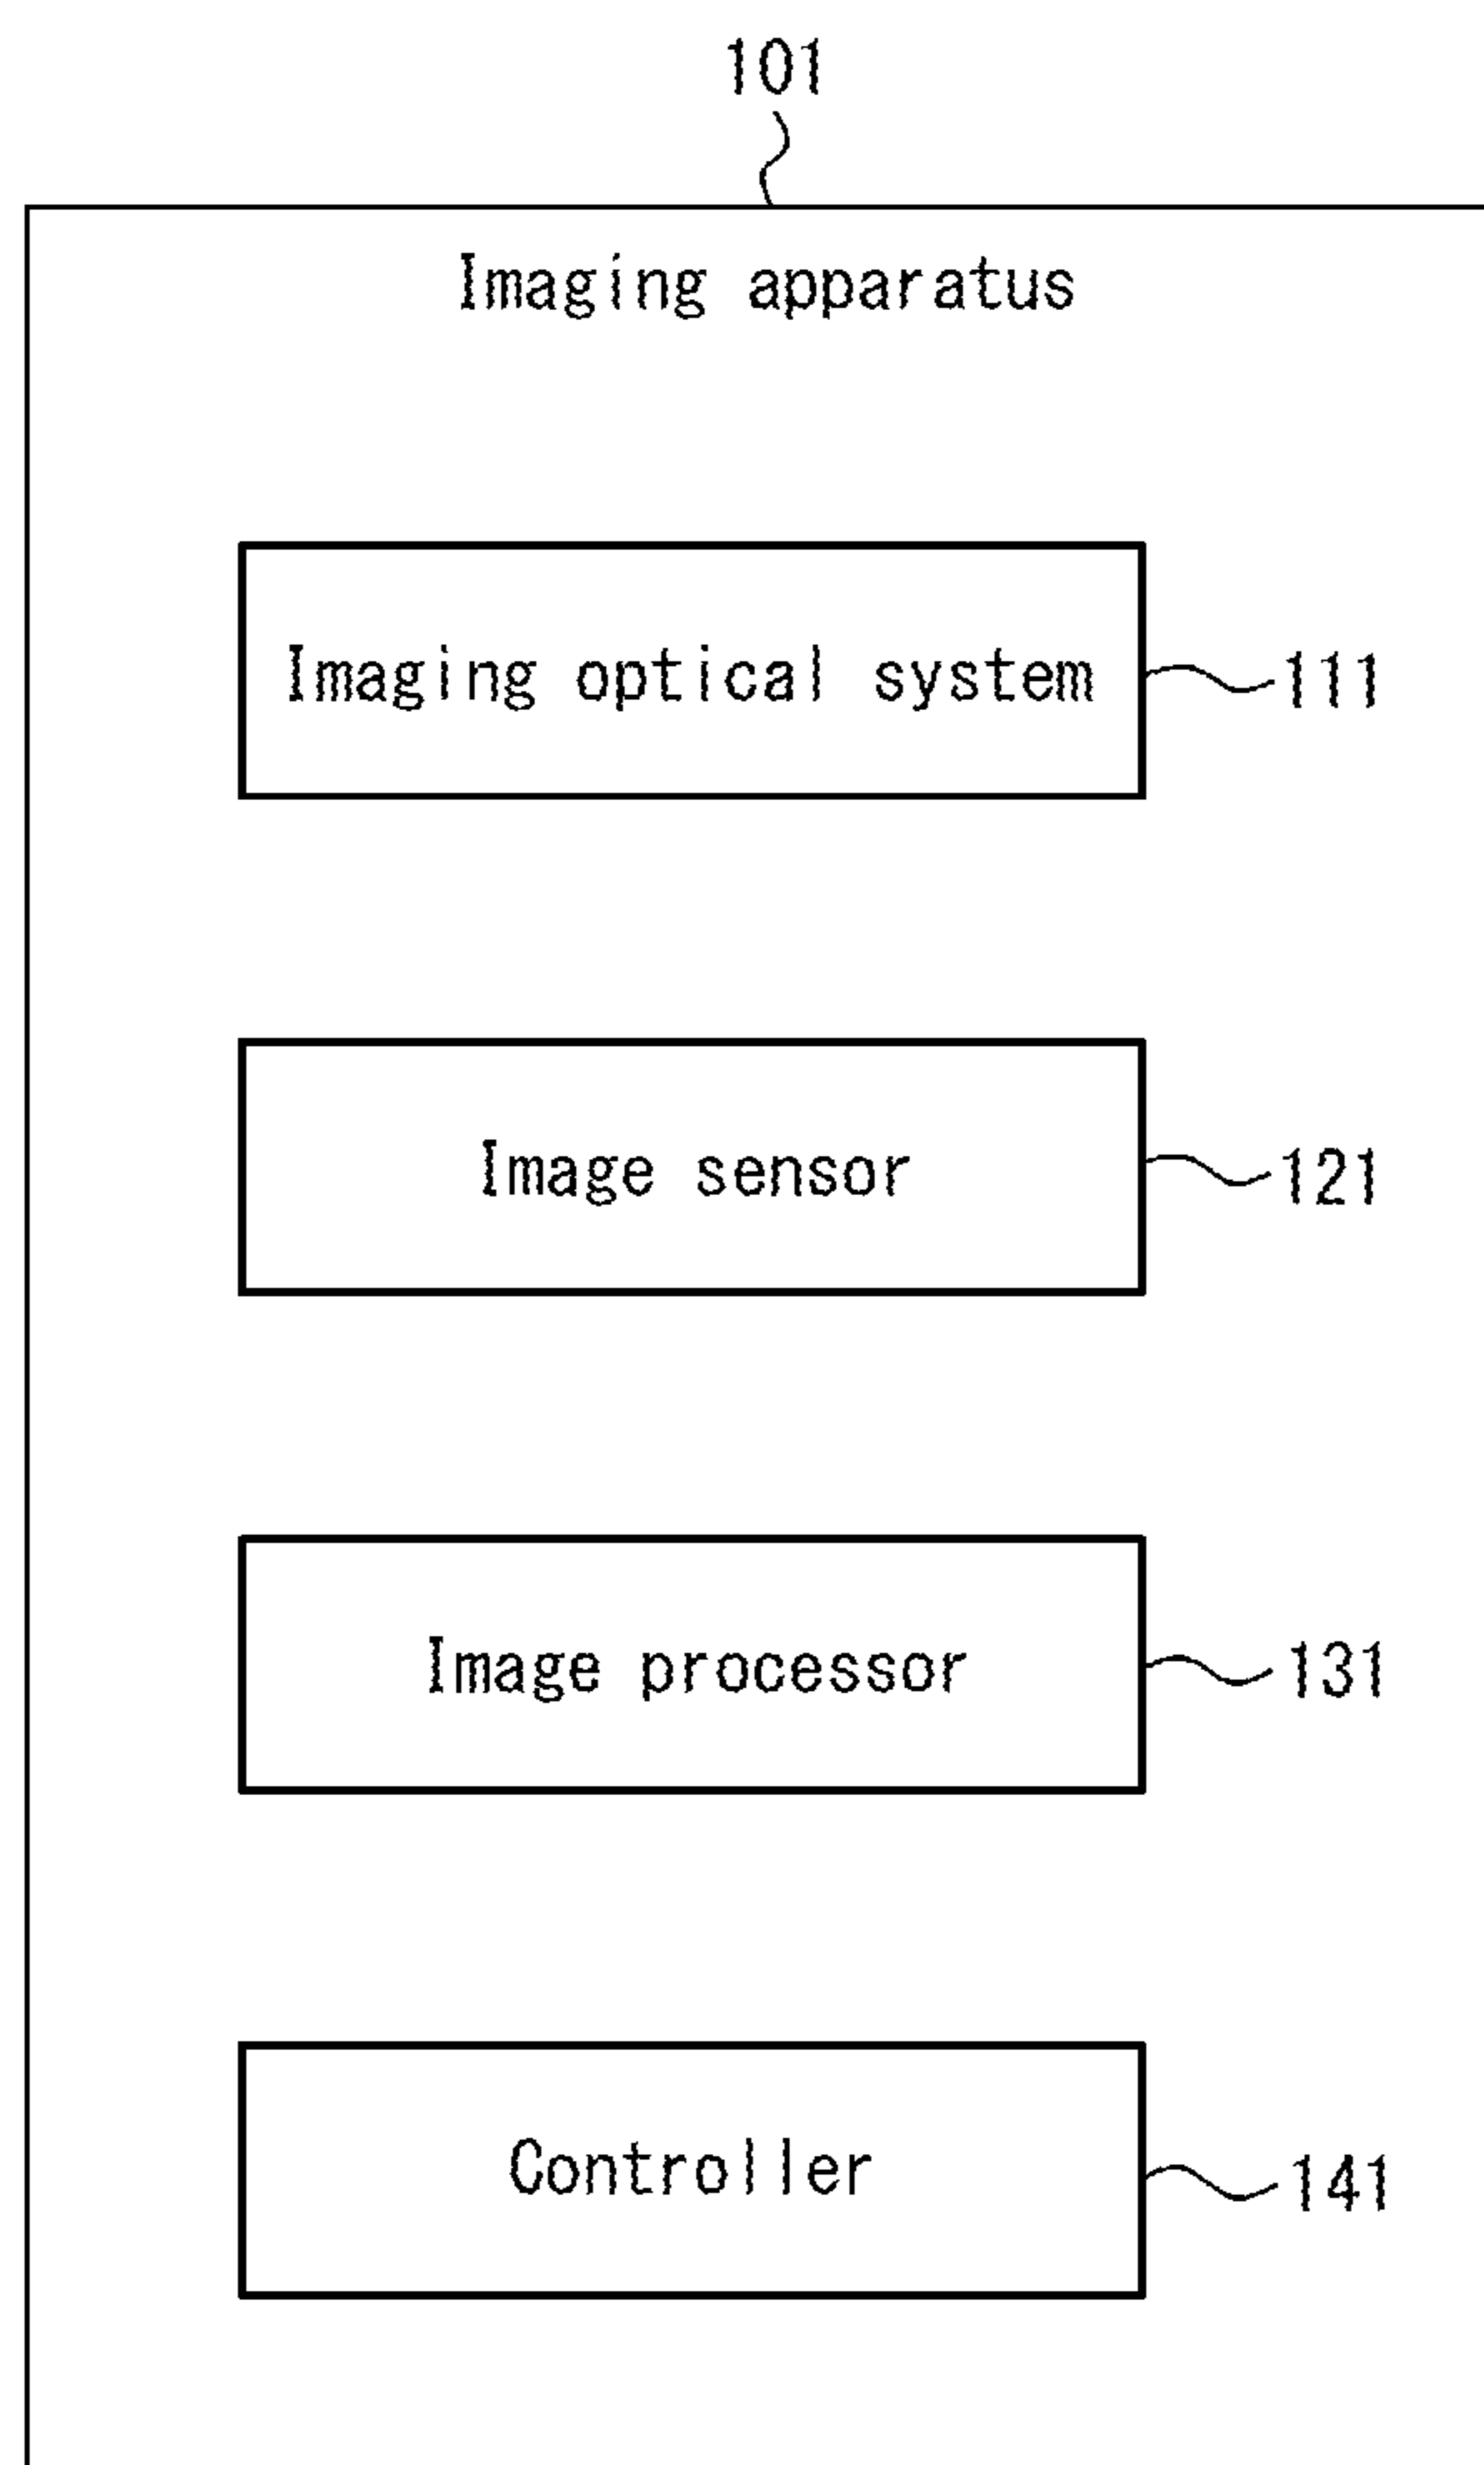 101
Imaging apparatus
Imaging optical system 111
Image sensor 121
Image processor 131
Controller 141